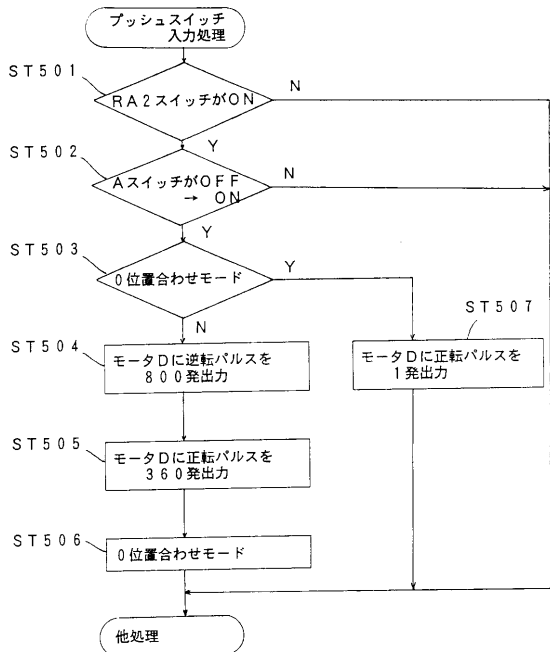 プッシュスイッチ
入力処理
ST501
RA2スイッチがON
N
Y
ST502
AスイッチがOFF
→ ON
N
Y
ST503
0位置合わせモード
Y
N
ST504
モータDに逆転パルスを
800発出力
ST507
モータDに正転パルスを
1発出力
ST505
モータDに正転パルスを
360発出力
ST506
0位置合わせモード
他処理